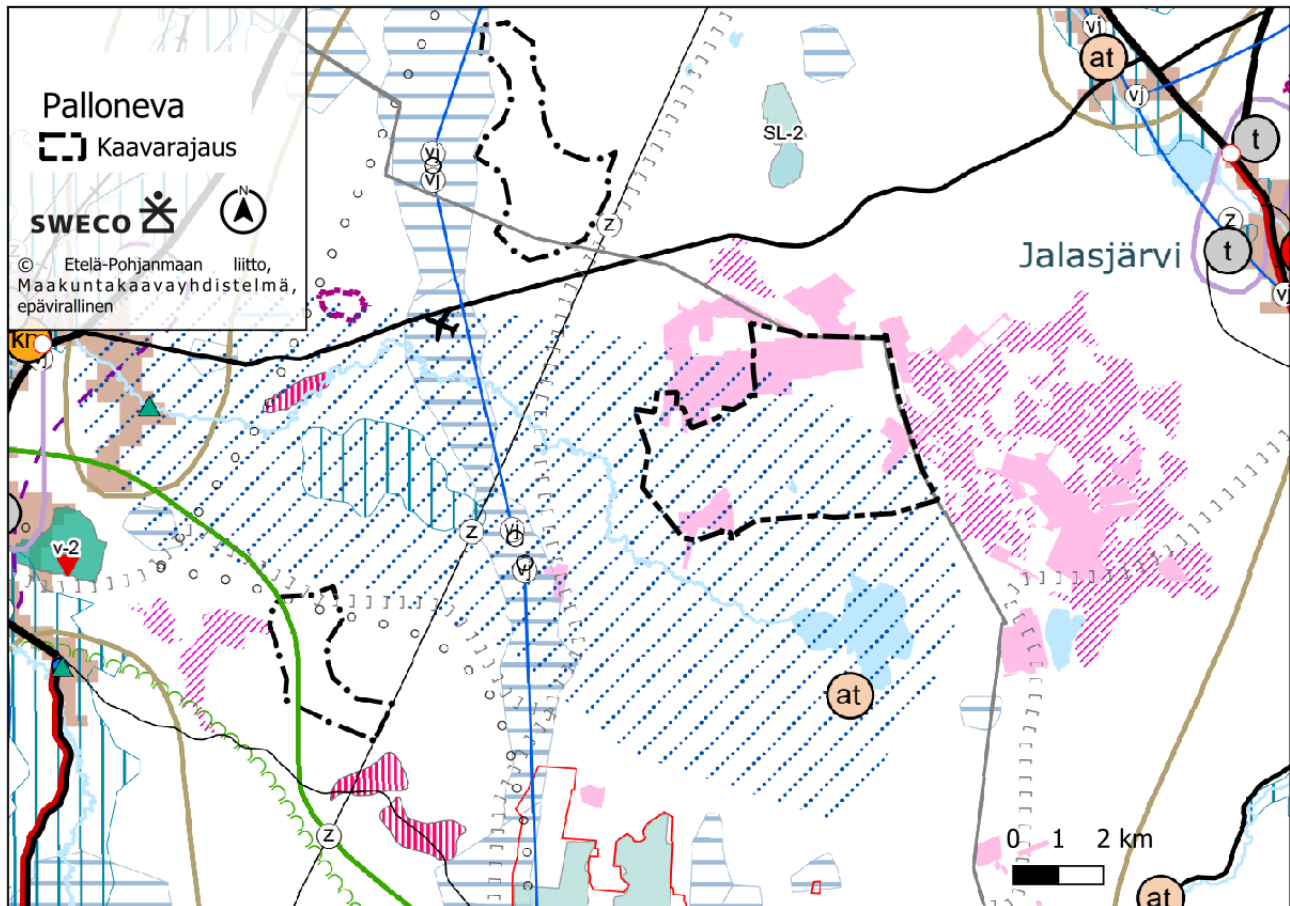 Palloneva
Kaavarajaus
SWECO
N
© Etelä-Pohjanmaan liitto,
Maakuntakaavayhdistelmä,
epävirallinen
vj
at
vj
SL-2
t
vj
vj
z
z
t
Jalasjärvi
vj
z
vj
vj
v-2
at
z
0 1 2 km
at